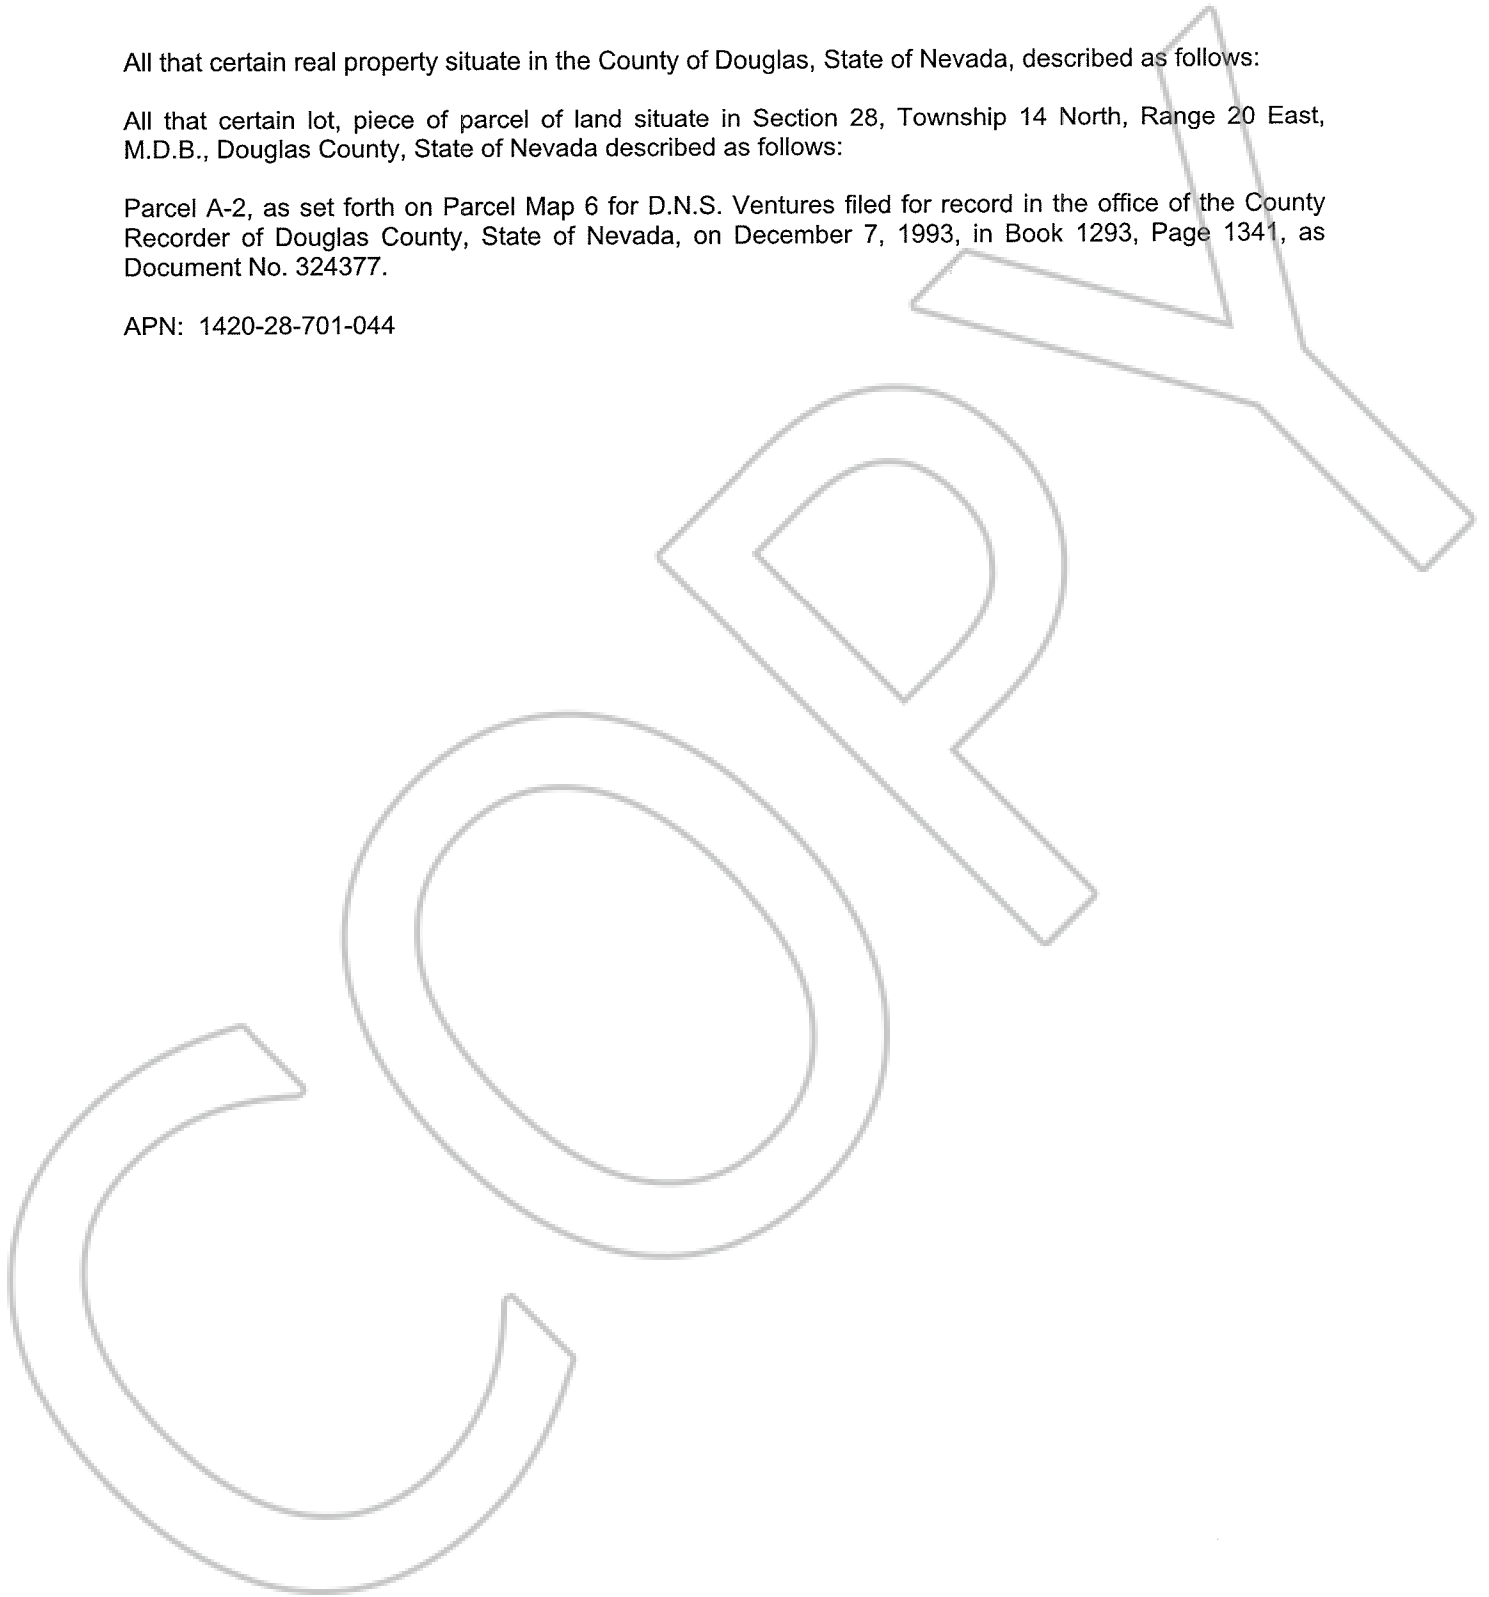 All that certain real property situate in the County of Douglas, State of Nevada, described as follows:
All that certain lot, piece of parcel of land situate in Section 28, Township 14 North, Range 20 East,
M.D.B., Douglas County, State of Nevada described as follows:
Parcel A-2, as set forth on Parcel Map 6 for D.N.S. Ventures filed for record in the office of the County
Recorder of Douglas County, State of Nevada, on December 7, 1993, in Book 1293, Page 1341, as
Document No. 324377.
APN: 1420-28-701-044
COPY